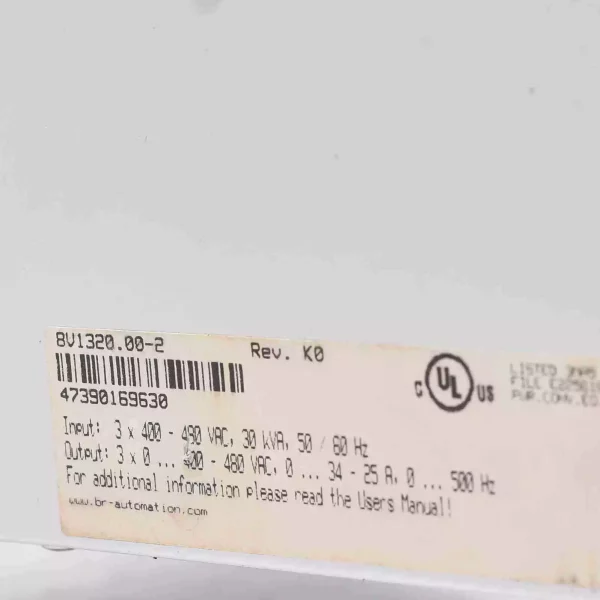 8V1320.00-2
Rev. K0
47390169630
c UL US
LISTED
FILE
Input: 3 x 400 - 480 VAC, 30 kVA, 50 / 60 Hz
Output: 3 x 0 ... 400 - 480 VAC, 0 ... 34 - 25 A, 0 ... 500 Hz
For additional information please read the Users Manual!
www.br-automation.com